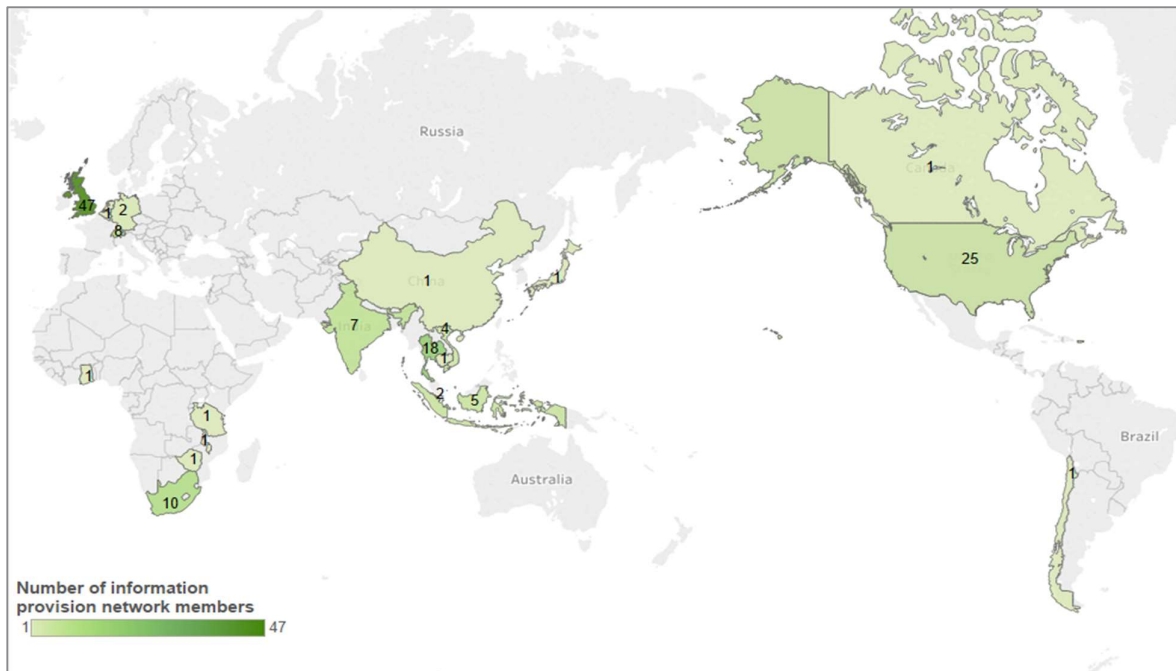 Russia
1
Canada
47
1
2
8
25
China
1
1
India
7
4
18
1
1
2
5
1
1
1
Brazil
1
Australia
10
Number of information
provision network members
1
47